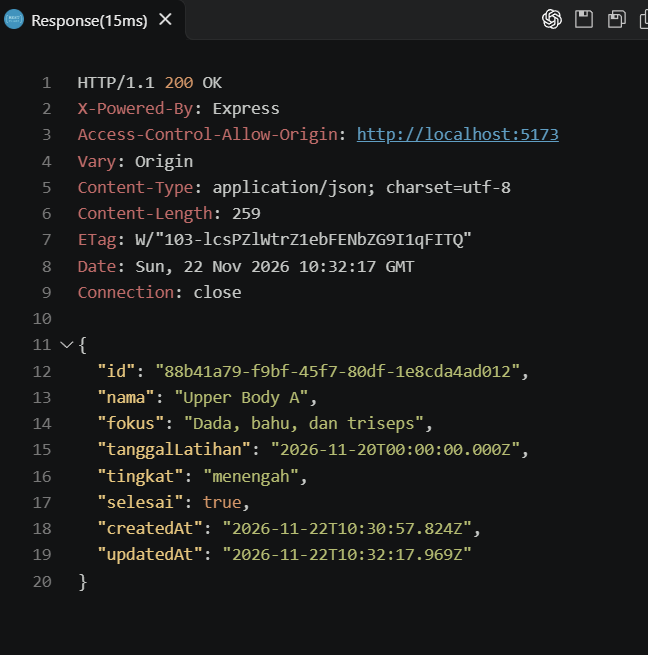 Response(15ms)
1 HTTP/1.1 200 OK
2 X-Powered-By: Express
3 Access-Control-Allow-Origin: http://localhost:5173
4 Vary: Origin
5 Content-Type: application/json; charset=utf-8
6 Content-Length: 259
7 ETag: W/"103-lcsPZlWtrZ1ebFENbZG9I1qFITQ"
8 Date: Sun, 22 Nov 2026 10:32:17 GMT
9 Connection: close
10
11 {
12 "id": "88b41a79-f9bf-45f7-80df-1e8cda4ad012",
13 "nama": "Upper Body A",
14 "fokus": "Dada, bahu, dan triseps",
15 "tanggalLatihan": "2026-11-20T00:00:00.000Z",
16 "tingkat": "menengah",
17 "selesai": true,
18 "createdAt": "2026-11-22T10:30:57.824Z",
19 "updatedAt": "2026-11-22T10:32:17.969Z"
20 }